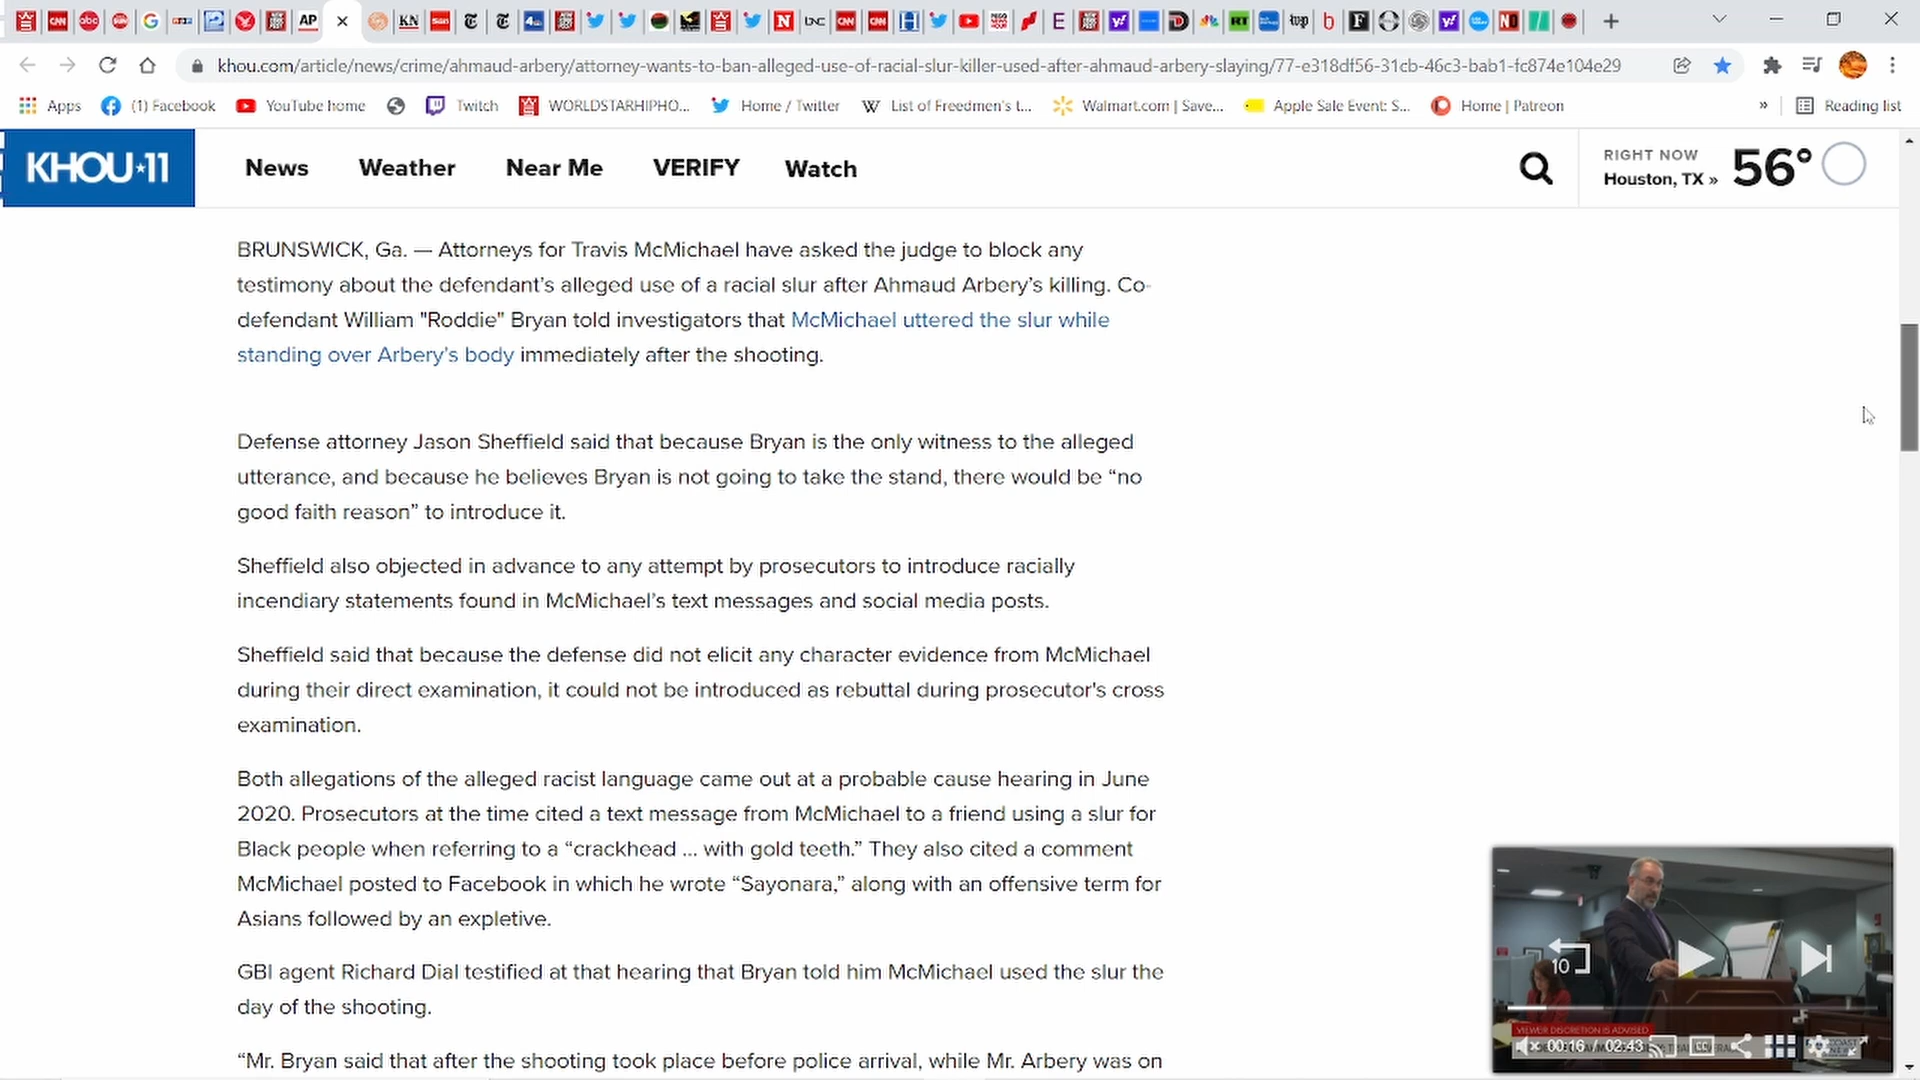 khou.com/article/news/crime/ahmaud-arbery/attorney-wants-to-ban-alleged-use-of-racial-slur-killer-used-after-ahmaud-arbery-slaying/77-e318df56-31cb-46c3-bab1-fc874e104e29
Apps (1) Facebook YouTube home Twitch WORLDSTARHIPHO... Home / Twitter List of Freedmen's t... Walmart.com | Save... Apple Sale Event: S... Home | Patreon » Reading list
KHOU★11 News Weather Near Me VERIFY Watch
RIGHT NOW
Houston, TX » 56°
BRUNSWICK, Ga. — Attorneys for Travis McMichael have asked the judge to block any
testimony about the defendant's alleged use of a racial slur after Ahmaud Arbery's killing. Co-
defendant William "Roddie" Bryan told investigators that McMichael uttered the slur while
standing over Arbery's body immediately after the shooting.
Defense attorney Jason Sheffield said that because Bryan is the only witness to the alleged
utterance, and because he believes Bryan is not going to take the stand, there would be “no
good faith reason” to introduce it.
Sheffield also objected in advance to any attempt by prosecutors to introduce racially
incendiary statements found in McMichael's text messages and social media posts.
Sheffield said that because the defense did not elicit any character evidence from McMichael
during their direct examination, it could not be introduced as rebuttal during prosecutor's cross
examination.
Both allegations of the alleged racist language came out at a probable cause hearing in June
2020. Prosecutors at the time cited a text message from McMichael to a friend using a slur for
Black people when referring to a “crackhead ... with gold teeth.” They also cited a comment
McMichael posted to Facebook in which he wrote “Sayonara,” along with an offensive term for
Asians followed by an expletive.
GBI agent Richard Dial testified at that hearing that Bryan told him McMichael used the slur the
day of the shooting.
“Mr. Bryan said that after the shooting took place before police arrival, while Mr. Arbery was on
10
VIEWER DISCRETION IS ADVISED
00:16 / 02:43